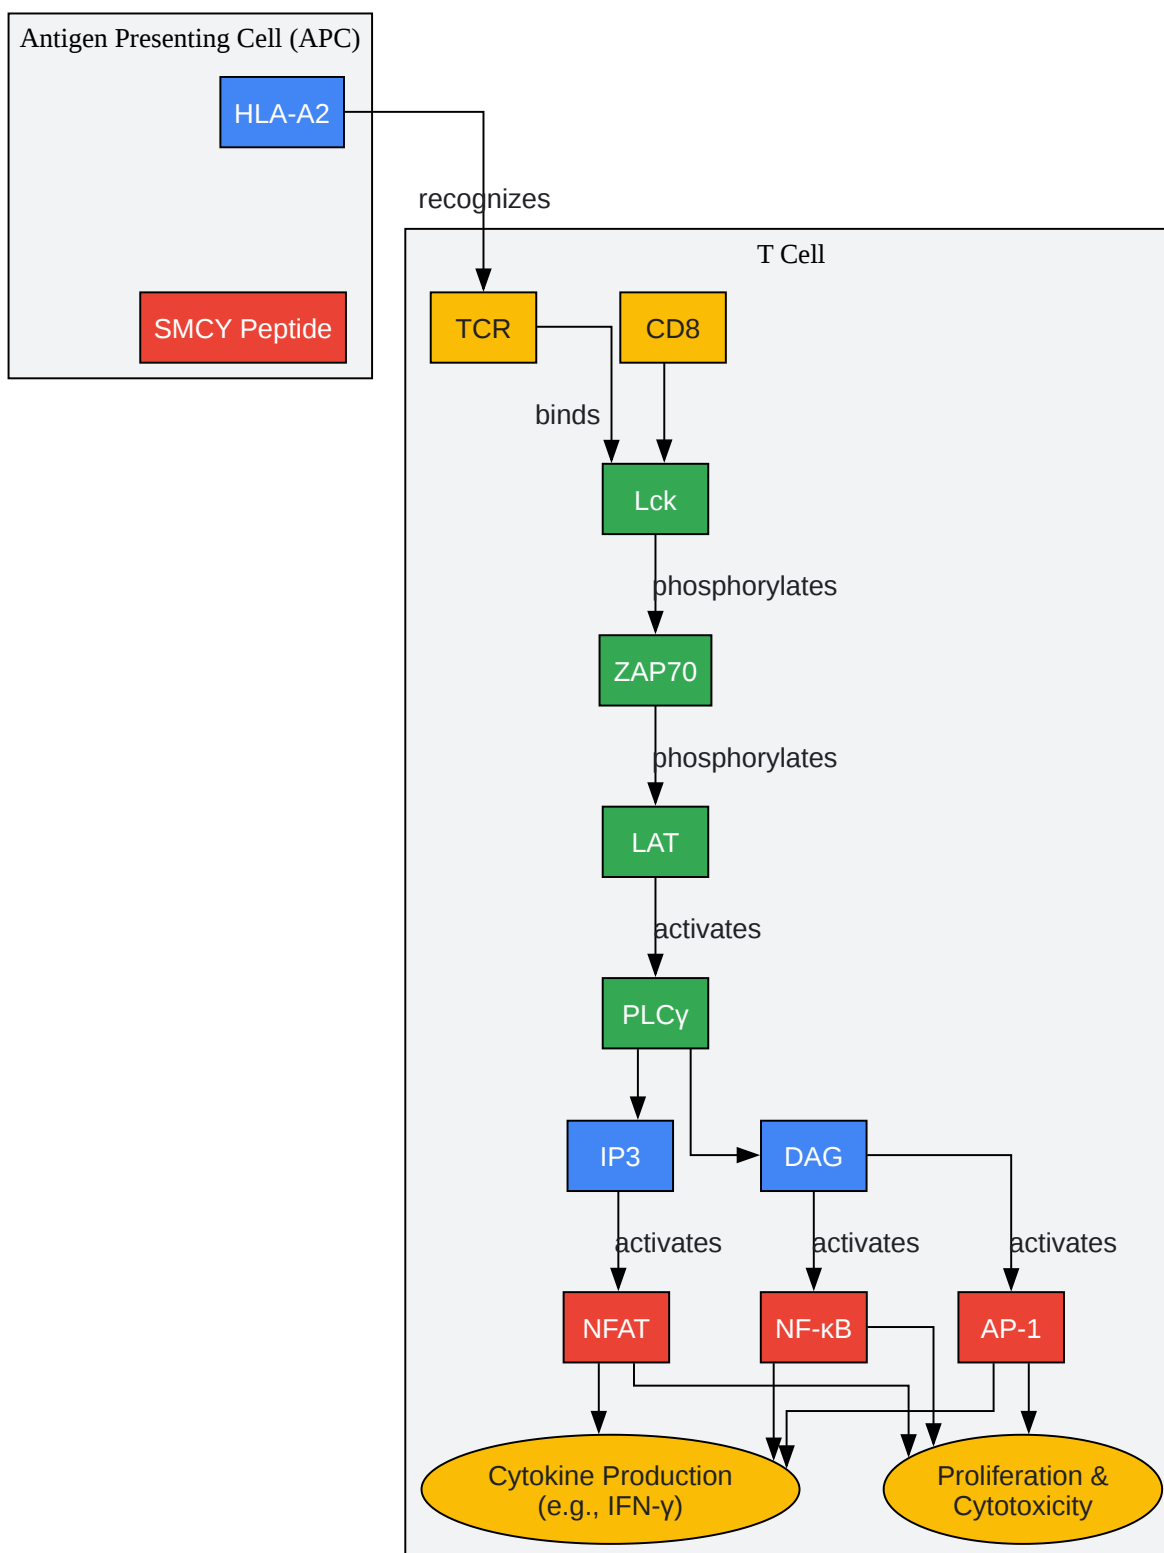 Antigen Presenting Cell (APC)
HLA-A2
recognizes
T Cell
SMCY Peptide
TCR
CD8
binds
Lck
phosphorylates
ZAP70
phosphorylates
LAT
activates
PLCγ
IP3
DAG
activates
activates
activates
NFAT
NF-κB
AP-1
Cytokine Production
(e.g., IFN-γ)
Proliferation &
Cytotoxicity